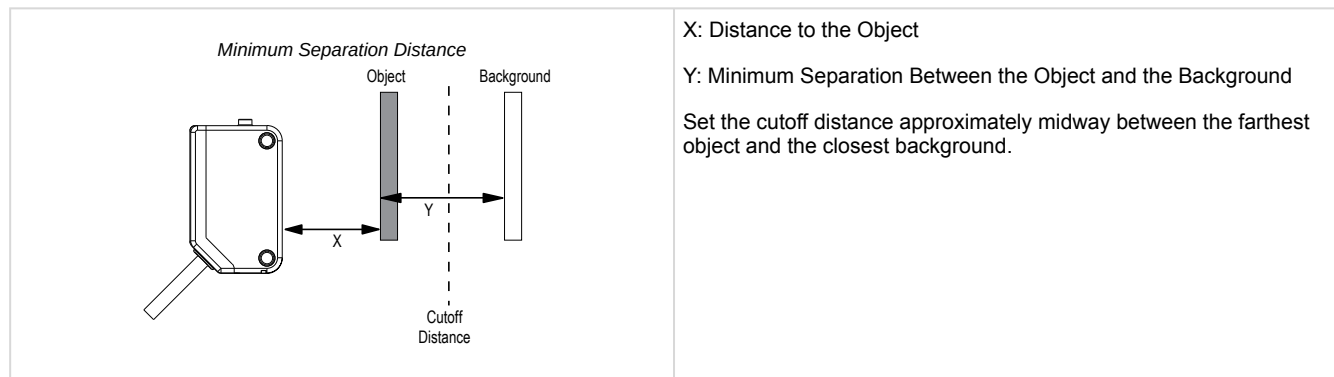 Minimum Separation Distance
Object
Background
X
Y
Cutoff
Distance
X: Distance to the Object
Y: Minimum Separation Between the Object and the Background
Set the cutoff distance approximately midway between the farthest
object and the closest background.